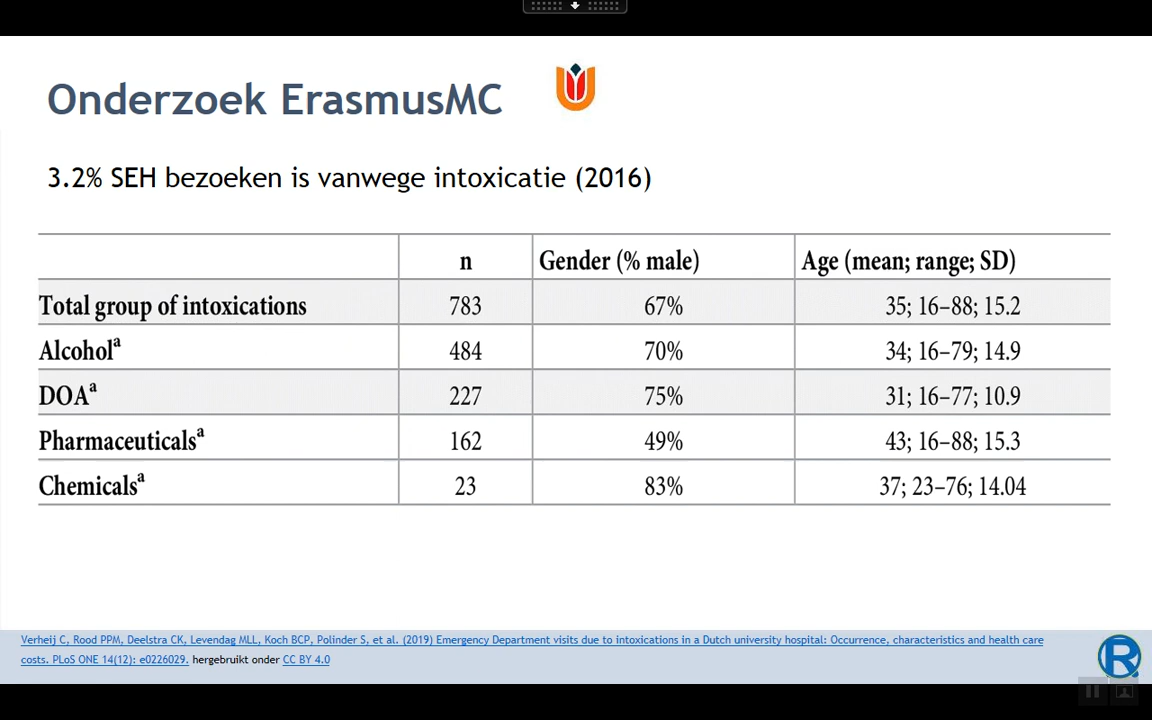 Onderzoek ErasmusMC
3.2% SEH bezoeken is vanwege intoxicatie (2016)
n Gender (% male) Age (mean; range; SD)
Total group of intoxications 783 67% 35; 16–88; 15.2
Alcoholᵃ 484 70% 34; 16–79; 14.9
DOAᵃ 227 75% 31; 16–77; 10.9
Pharmaceuticalsᵃ 162 49% 43; 16–88; 15.3
Chemicalsᵃ 23 83% 37; 23–76; 14.04
Verheij C, Rood PPM, Deelstra CK, Levendag MLL, Koch BCP, Polinder S, et al. (2019) Emergency Department visits due to intoxications in a Dutch university hospital: Occurrence, characteristics and health care
costs. PLoS ONE 14(12): e0226029. hergebruikt onder CC BY 4.0
R